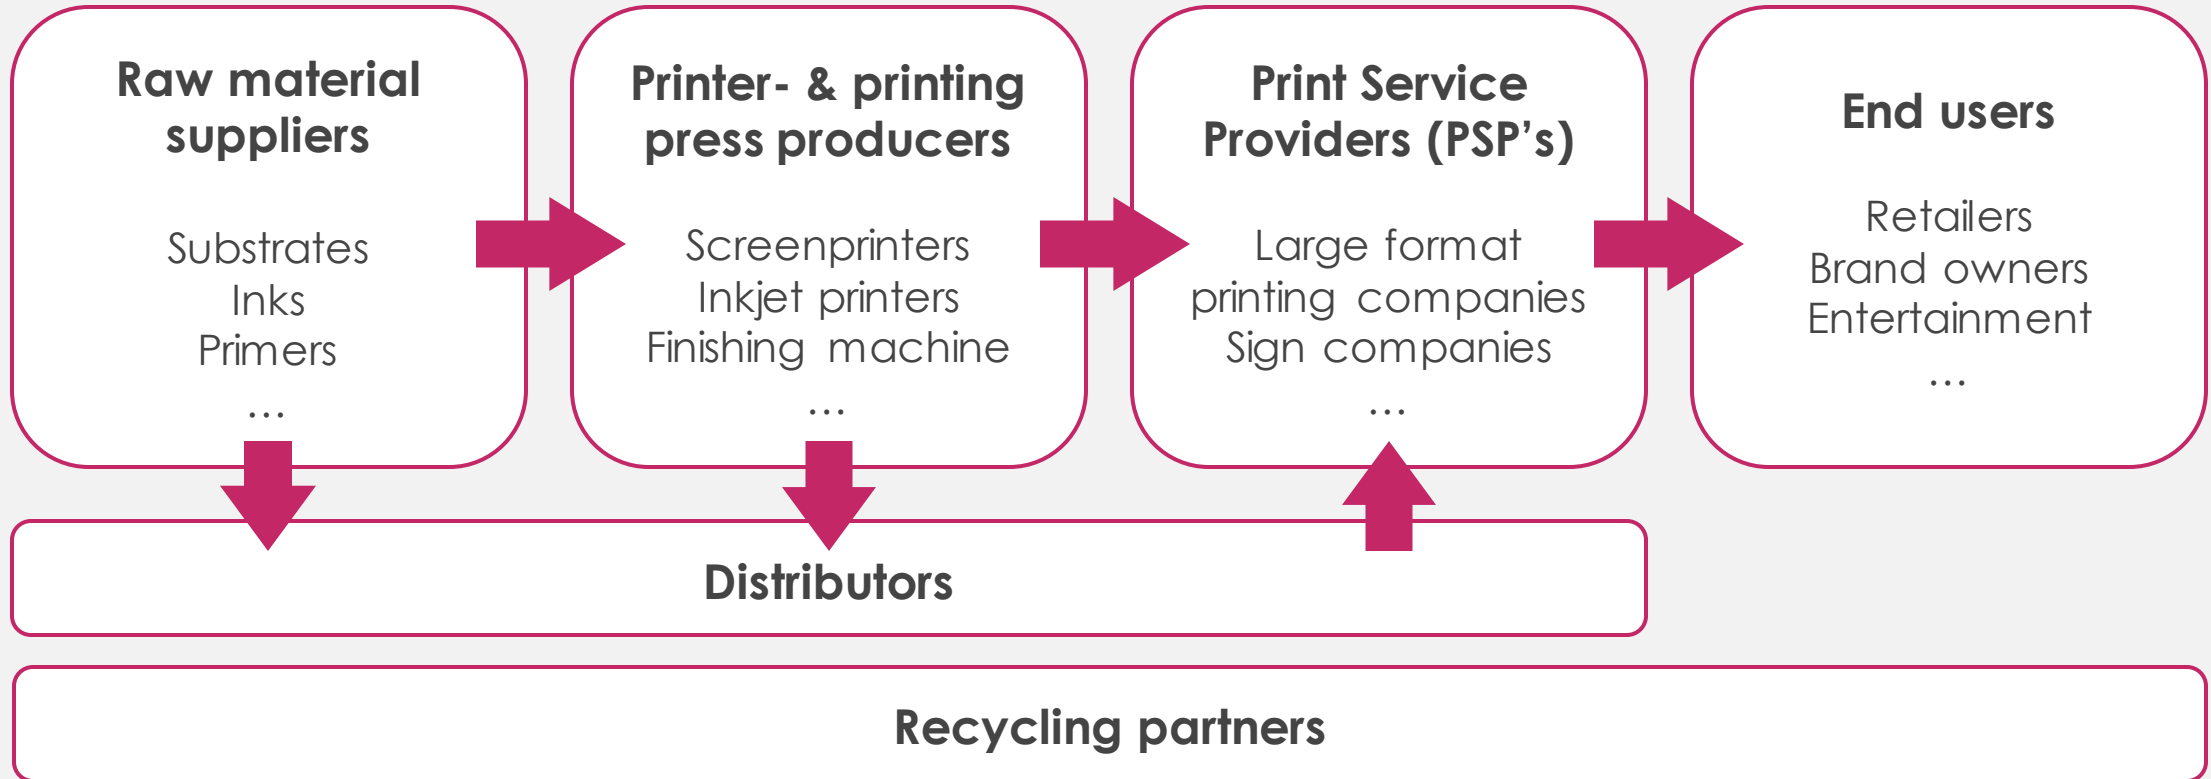 Raw material
suppliers
Substrates
Inks
Primers
...
Printer- & printing
press producers
Screenprinters
Inkjet printers
Finishing machine
...
Print Service
Providers (PSP’s)
Large format
printing companies
Sign companies
...
End users
Retailers
Brand owners
Entertainment
...
Distributors
Recycling partners